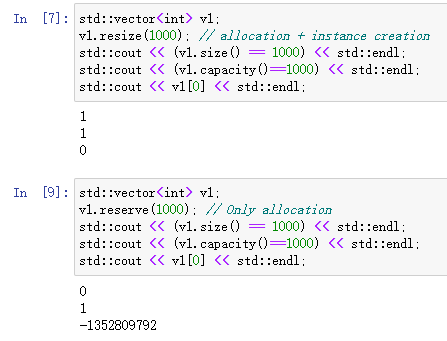 In [7]: std::vector<int> v1;
v1.resize(1000); // allocation + instance creation
std::cout << (v1.size() == 1000) << std::endl;
std::cout << (v1.capacity()==1000) << std::endl;
std::cout << v1[0] << std::endl;
1
1
0
In [9]: std::vector<int> v1;
v1.reserve(1000); // Only allocation
std::cout << (v1.size() == 1000) << std::endl;
std::cout << (v1.capacity()==1000) << std::endl;
std::cout << v1[0] << std::endl;
0
1
-1352809792